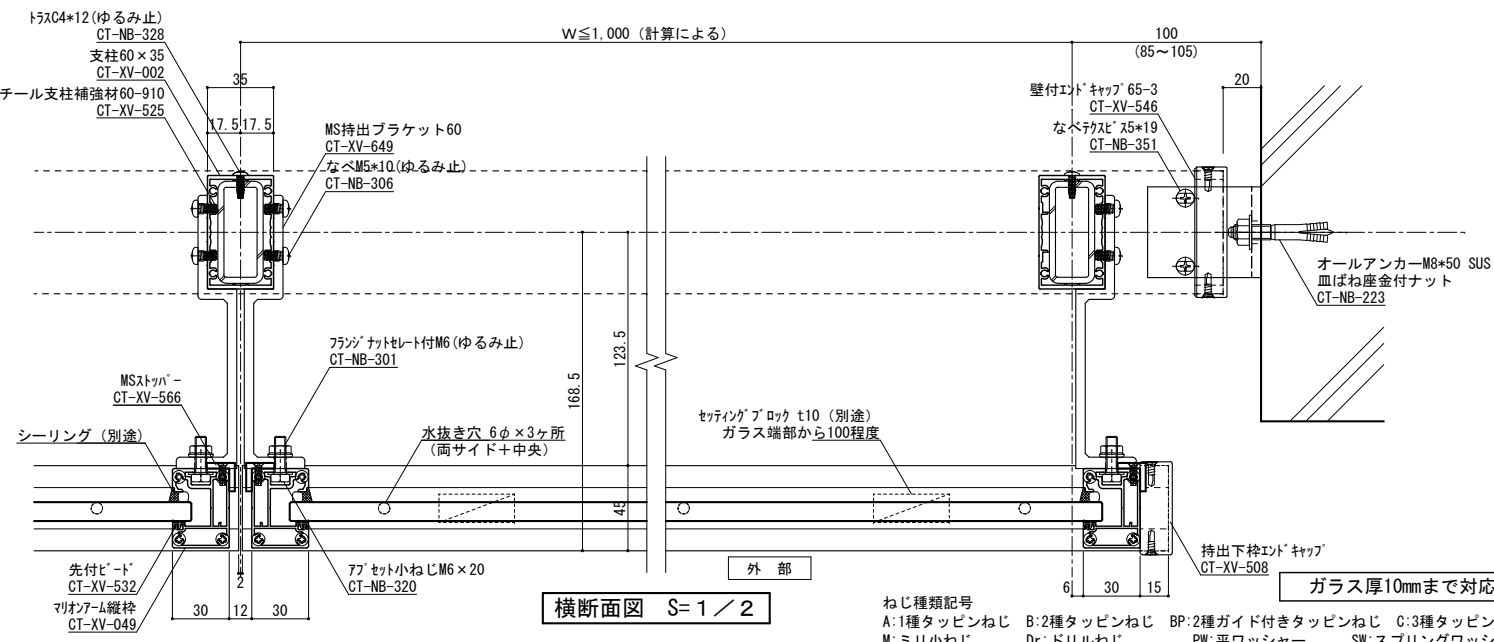 ﾄﾗｽC4*12(ゆるみ止)
CT-NB-328
支柱60×35
CT-XV-002
チール支柱補強材60-910
CT-XV-525
35
17.5
17.5
MS持出ブラケット60
CT-XV-649
なべM5*10(ゆるみ止)
CT-NB-306
W≦1,000 (計算による)
100
(85～105)
20
壁付ｴﾝﾄﾞｷｬｯﾌﾟ65-3
CT-XV-546
なべﾃｸｽﾋﾞｽ5*19
CT-NB-351
オールアンカーM8*50 SUS
皿ばね座金付ナット
CT-NB-223
ﾌﾗﾝｼﾞﾅｯﾄｾﾚｰﾄ付M6(ゆるみ止)
CT-NB-301
123.5
168.5
45
MSｽﾄｯﾊﾟｰ
CT-XV-566
シーリング (別途)
水抜き穴 6φ×3ヶ所
(両サイド+中央)
ｾｯﾃｨﾝｸﾞﾌﾞﾛｯｸ t10 (別途)
ガラス端部から100程度
先付ﾋﾞｰﾄﾞ
CT-XV-532
ﾏﾘｵﾝｱｰﾑ縦枠
CT-XV-049
2
30
12
30
ｱﾌﾟｾｯﾄ小ねじM6×20
CT-NB-320
外 部
横断面図 S=1/2
6
30
15
持出下枠ｴﾝﾄﾞｷｬｯﾌﾟ
CT-XV-508
ガラス厚10mmまで対応
ねじ種類記号
A:1種タッピンねじ B:2種タッピンねじ BP:2種ガイド付きタッピンねじ C:3種タッピン
M:ミリ小ねじ Dr:ドリルねじ PW:平ワッシャー SW:スプリングワッシ